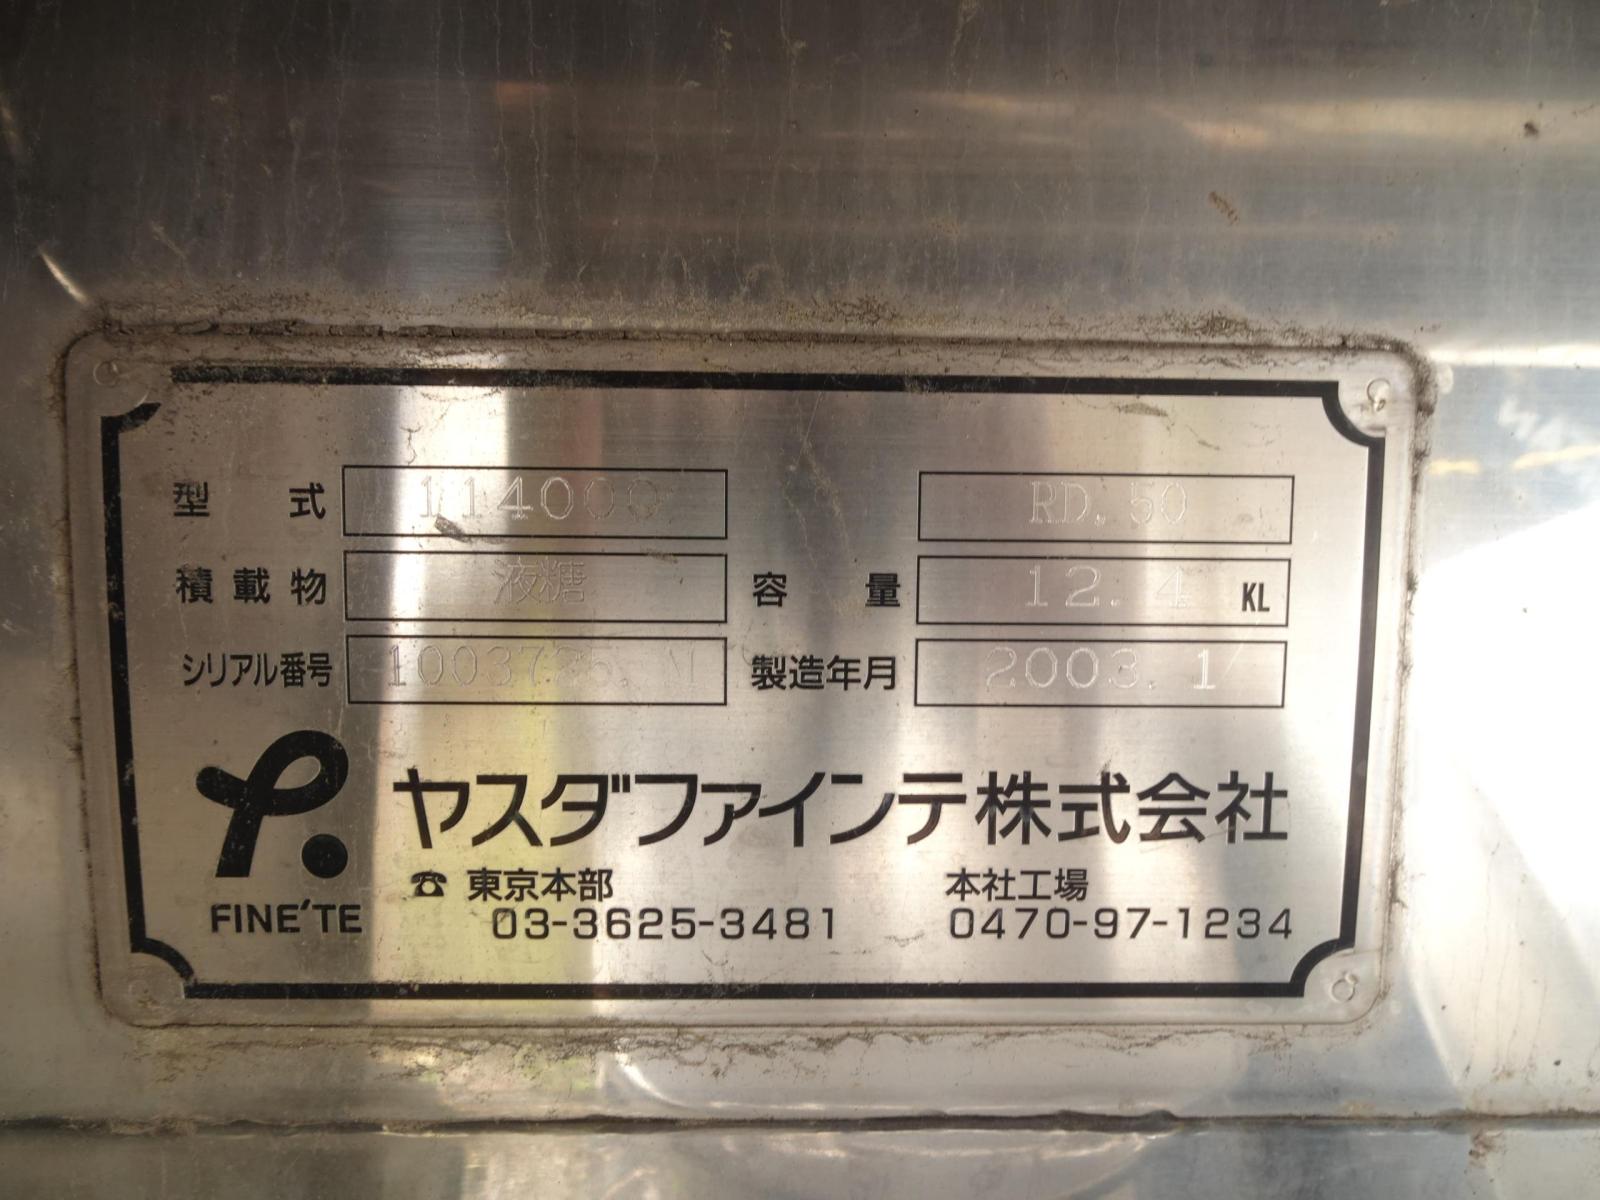 型式 114000 RD.50
積載物 液糖 容量 12.4 KL
シリアル番号 1003725.M 製造年月 2003.1
ヤスダファインテ株式会社
FINE'TE
☎ 東京本部 本社工場
03-3625-3481 0470-97-1234